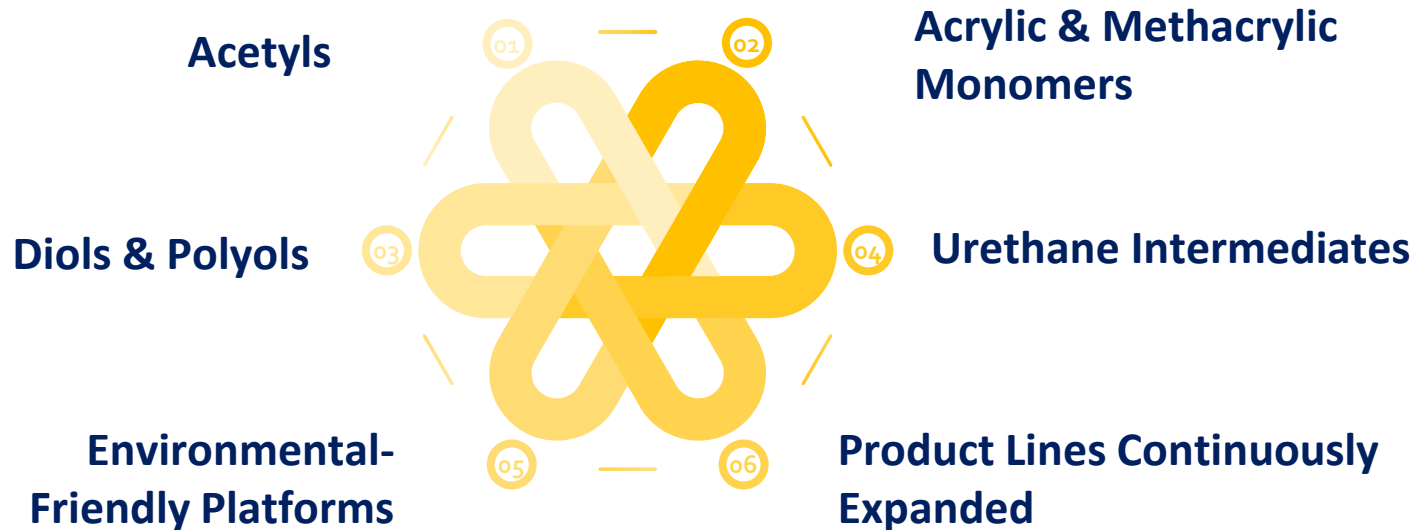 Acetyls
01
02
Acrylic & Methacrylic
Monomers
Diols & Polyols
03
04
Urethane Intermediates
Environmental-
Friendly Platforms
05
06
Product Lines Continuously
Expanded